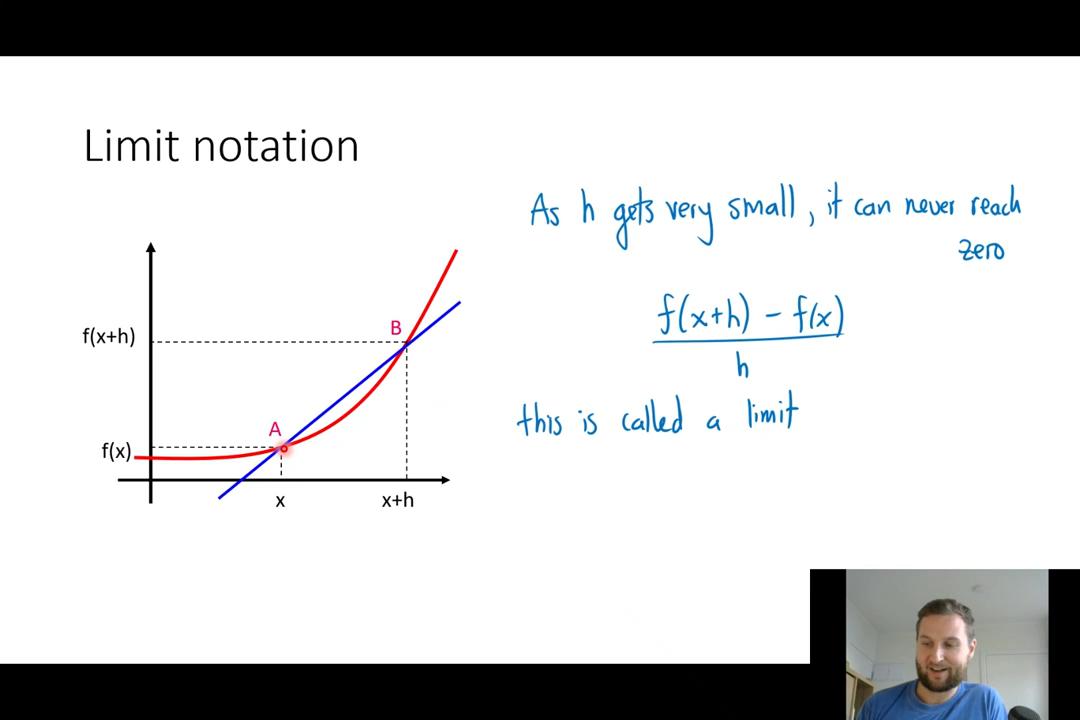 Limit notation
As h gets very small, it can never reach
zero
f(x+h) - f(x)
h
this is called a limit
f(x+h)
B
A
f(x)
x
x+h